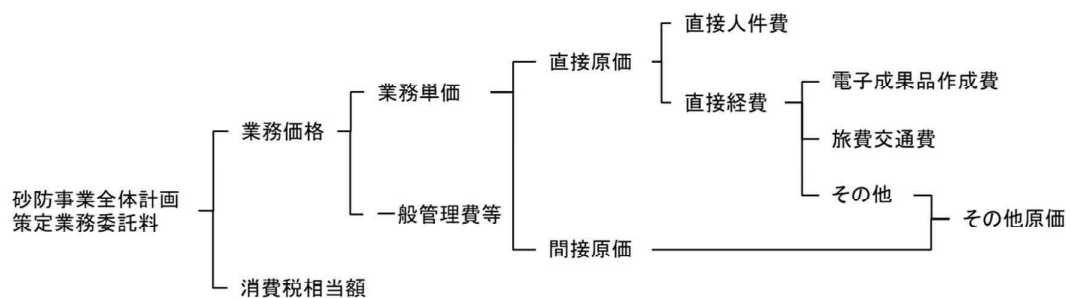 砂防事業全体計画
策定業務委託料
業務価格
消費税相当額
業務単価
一般管理費等
直接原価
間接原価
直接人件費
直接経費
電子成果品作成費
旅費交通費
その他
その他原価